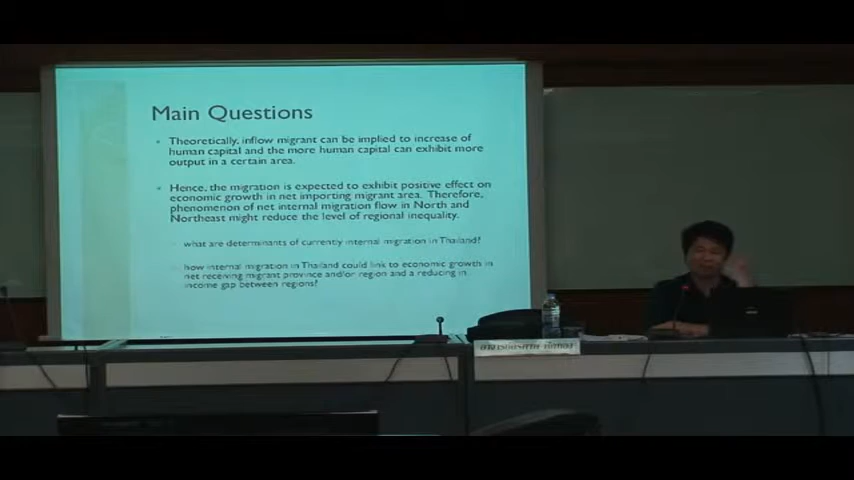 Main Questions
Theoretically, inflow migrant can be implied to increase of
human capital and the more human capital can exhibit more
output in a certain area.
Hence, the migration is expected to exhibit positive effect on
economic growth in net importing migrant area. Therefore,
phenomenon of net internal migration flow in North and
Northeast might reduce the level of regional inequality.
what are determinants of currently internal migration in Thailand?
how internal migration in Thailand could link to economic growth in
net receiving migrant province and/or region and a reducing in
income gap between regions?